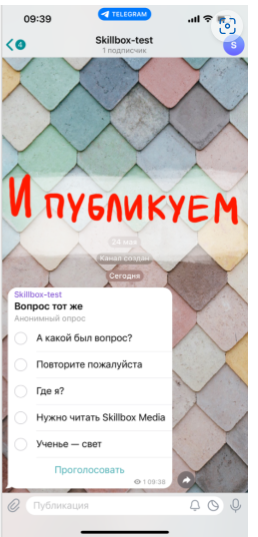 09:39
TELEGRAM
4
Skillbox-test
1 подписчик
S
И ПУБЛИКУЕМ
24 мая
Канал создан
Сегодня
Skillbox-test
Вопрос тот же
Анонимный опрос
А какой был вопрос?
Повторите пожалуйста
Где я?
Нужно читать Skillbox Media
Ученье — свет
Проголосовать
1 09:38
Публикация